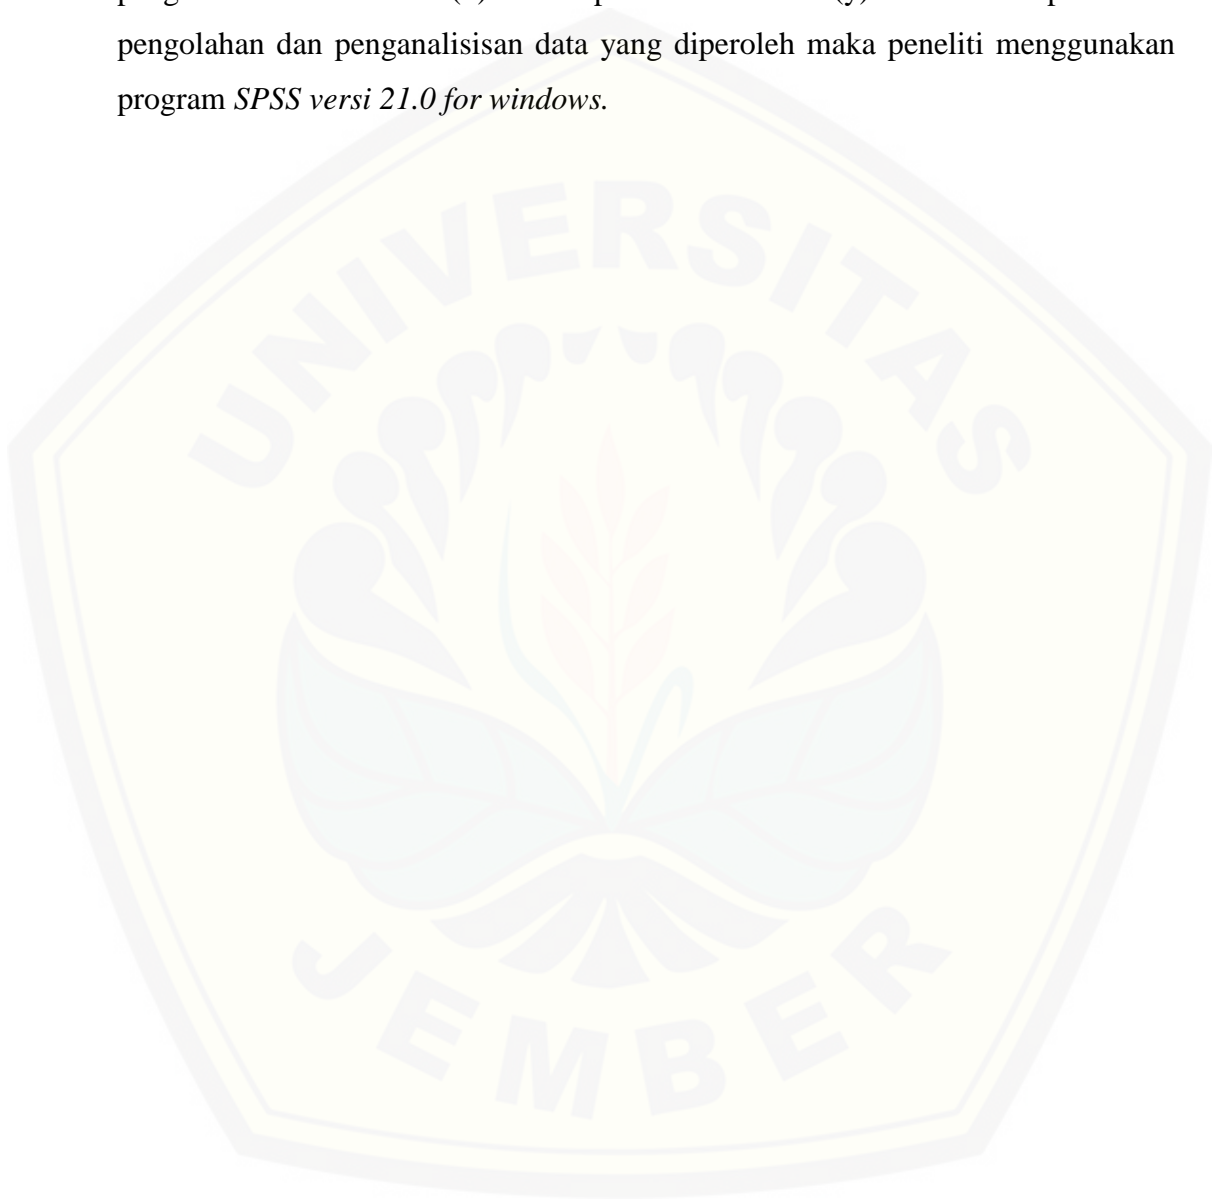 (y)
pengolahan dan penganalisisan data yang diperoleh maka peneliti menggunakan
program SPSS versi 21.0 for windows.
UNIVERSITAS
JEMBER